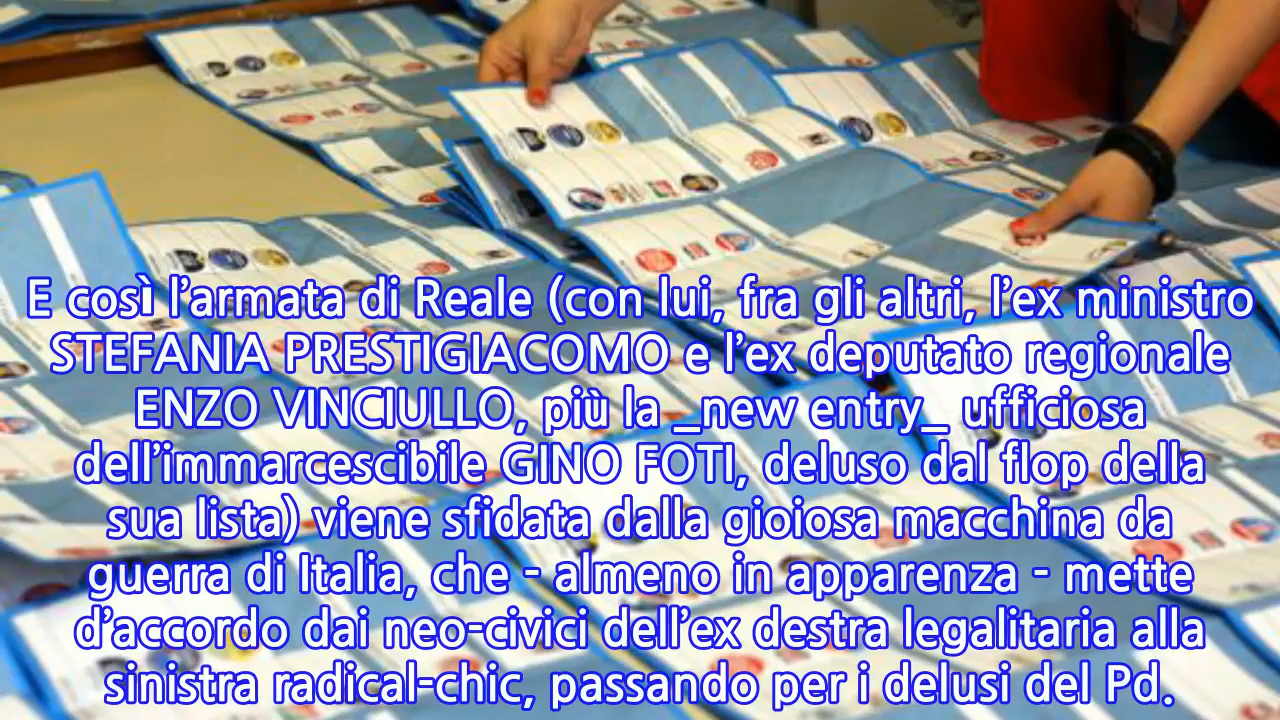 E così l’armata di Reale (con lui, fra gli altri, l’ex ministro
STEFANIA PRESTIGIACOMO e l’ex deputato regionale
ENZO VINCIULLO, più la _new entry_ ufficiosa
dell’immarcescibile GINO FOTI, deluso dal flop della
sua lista) viene sfidata dalla gioiosa macchina da
guerra di Italia, che - almeno in apparenza - mette
d’accordo dai neo-civici dell’ex destra legalitaria alla
sinistra radical-chic, passando per i delusi del Pd.